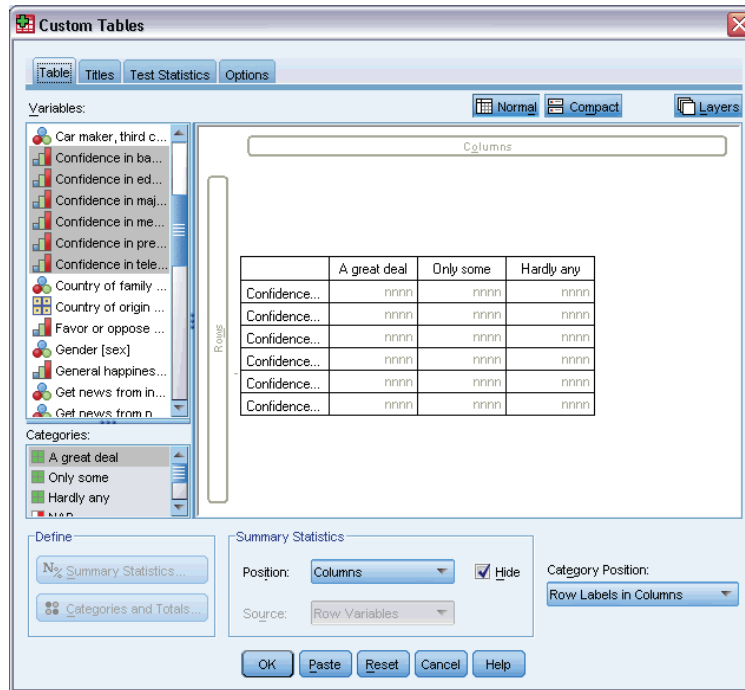 Custom Tables
Table Titles Test Statistics Options
Variables:
Normal Compact Layers
Car maker, third c...
Confidence in ba...
Confidence in ed...
Confidence in maj...
Confidence in me...
Confidence in pre...
Confidence in tele...
Country of family ...
Country of origin ...
Favor or oppose ...
Gender [sex]
General happines...
Get news from in...
Get news from n...
Columns
Rows
A great deal Only some Hardly any
Confidence... nnnn nnnn nnnn
Confidence... nnnn nnnn nnnn
Confidence... nnnn nnnn nnnn
Confidence... nnnn nnnn nnnn
Confidence... nnnn nnnn nnnn
Confidence... nnnn nnnn nnnn
Categories:
A great deal
Only some
Hardly any
NAP
Define
N% Summary Statistics...
Categories and Totals...
Summary Statistics
Position: Columns Hide
Source: Row Variables
Category Position:
Row Labels in Columns
OK Paste Reset Cancel Help